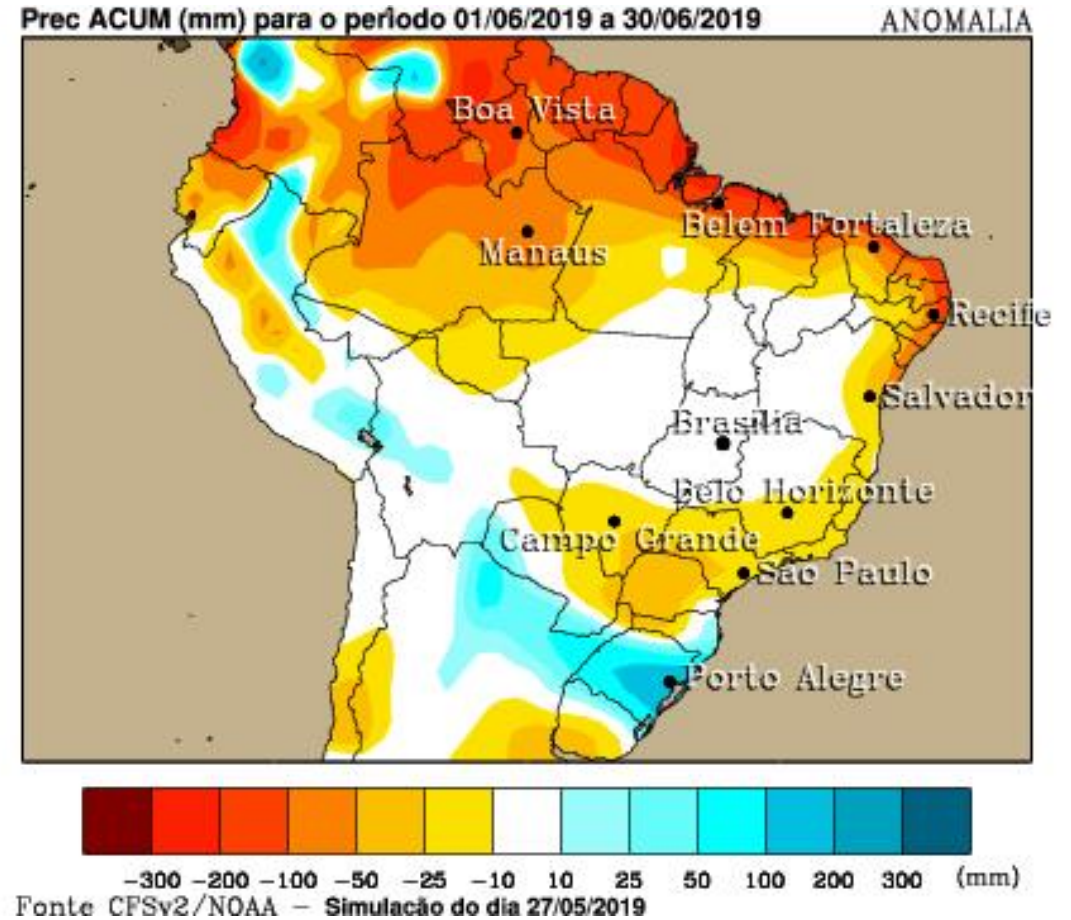 Prec ACUM (mm) para o período 01/06/2019 a 30/06/2019 ANOMALIA
Boa Vista
Belem Fortaleza
Manaus
Recife
Salvador
Brasilia
Belo Horizonte
Campo Grande
Sao Paulo
Porto Alegre
-300 -200 -100 -50 -25 -10 10 25 50 100 200 300 (mm)
Fonte CFSv2/NOAA - Simulação do dia 27/05/2019